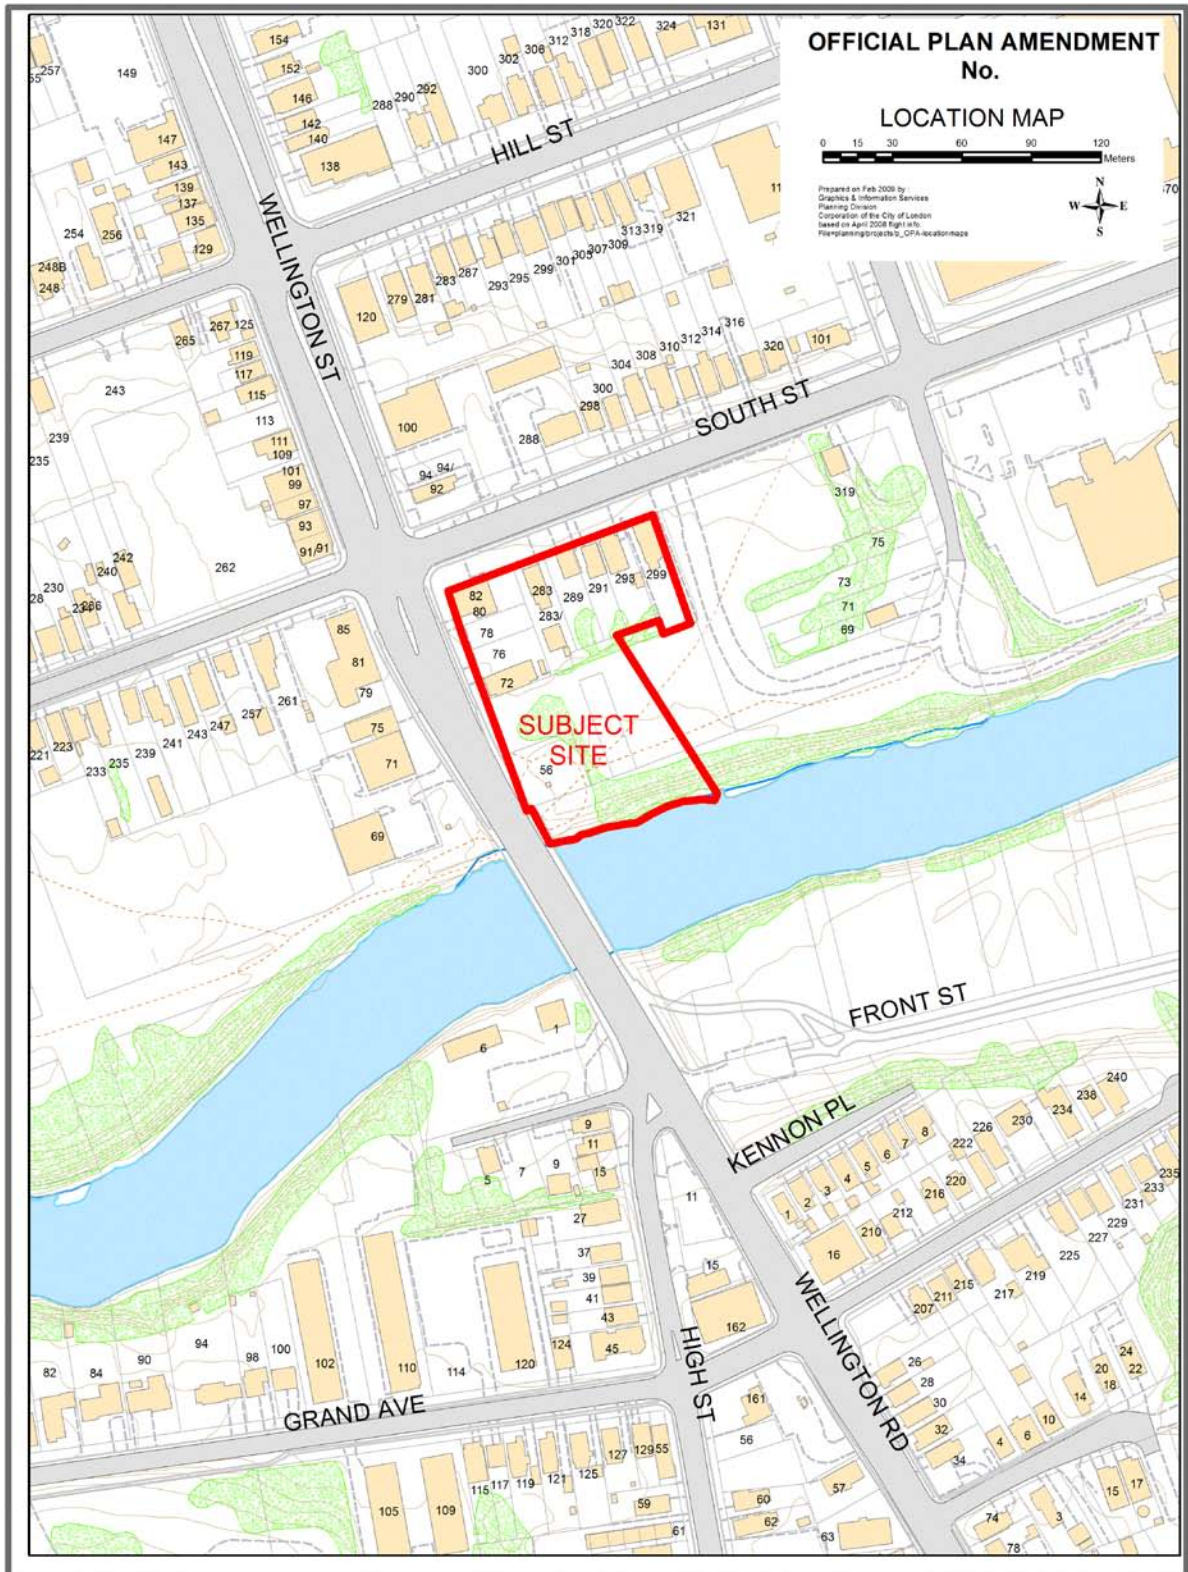 OFFICIAL PLAN AMENDMENT
No.
LOCATION MAP
0 15 30 60 90 120
Meters
Prepared on Feb 2009 by
Graphics & Information Services
Planning Division
Corporation of the City of London
based on April 2008 flight info.
N
W E
S
HILL ST
WELLINGTON ST
SOUTH ST
SUBJECT
SITE
FRONT ST
KENNON PL
WELLINGTON RD
HIGH ST
GRAND AVE
257 149 154 152 146 142 140 138
288 290 292 300 302 306 312 318 320 322 324 131
147 143 139 137 135 129
254 256 248B 248
120 279 281 283 287 293 295 299 301 305 307 309 313 319 321
265 267 125 119 117 115 113 111 109 101 99 97 93 91/ 91
243 239 235 262 242 240 230
100 94 94/ 92 288 298 300 304 308 310 312 314 316 320 101
82 80 78 76 72 56 283 283/ 289 291 293 299
319 75 73 71 69
85 81 79 75 71 69
221 223 233 235 239 241 243 247 257 261
6 1
9 11 15 5 7 9 27 37 39 41 43 45
11 15 162
1 2 3 4 5 6 7 8
16 210 212 216 220 222 226 230 234 238 240
207 211 215 217 219 225 227 229 231 233 235
82 84 90 94 98 100 102 110 114 120 124
26 28 30 32 34 4 6 10 14 18 20 22 24
161 56 57 60 62 63
105 109 115 117 119 121 125 127 129 55 59 61
74 78 3 15 17